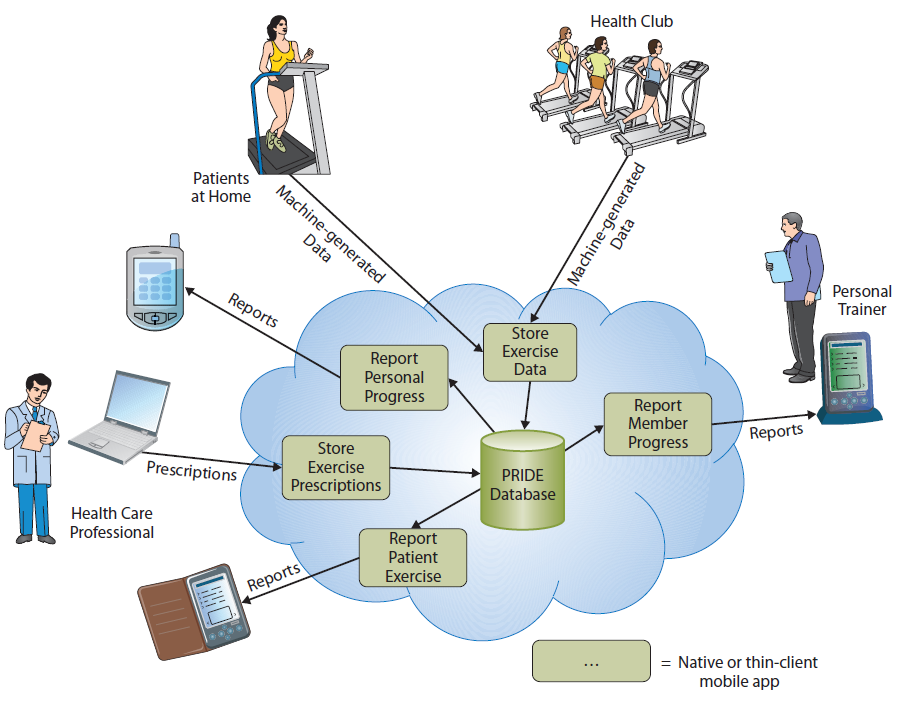 Health Club
Patients
at Home
Machine-generated
Data
Machine-generated
Data
Personal
Trainer
Reports
Store
Exercise
Data
Report
Personal
Progress
Report
Member
Progress
Reports
Prescriptions
Store
Exercise
Prescriptions
PRIDE
Database
Health Care
Professional
Report
Patient
Exercise
Reports
...
= Native or thin-client
mobile app